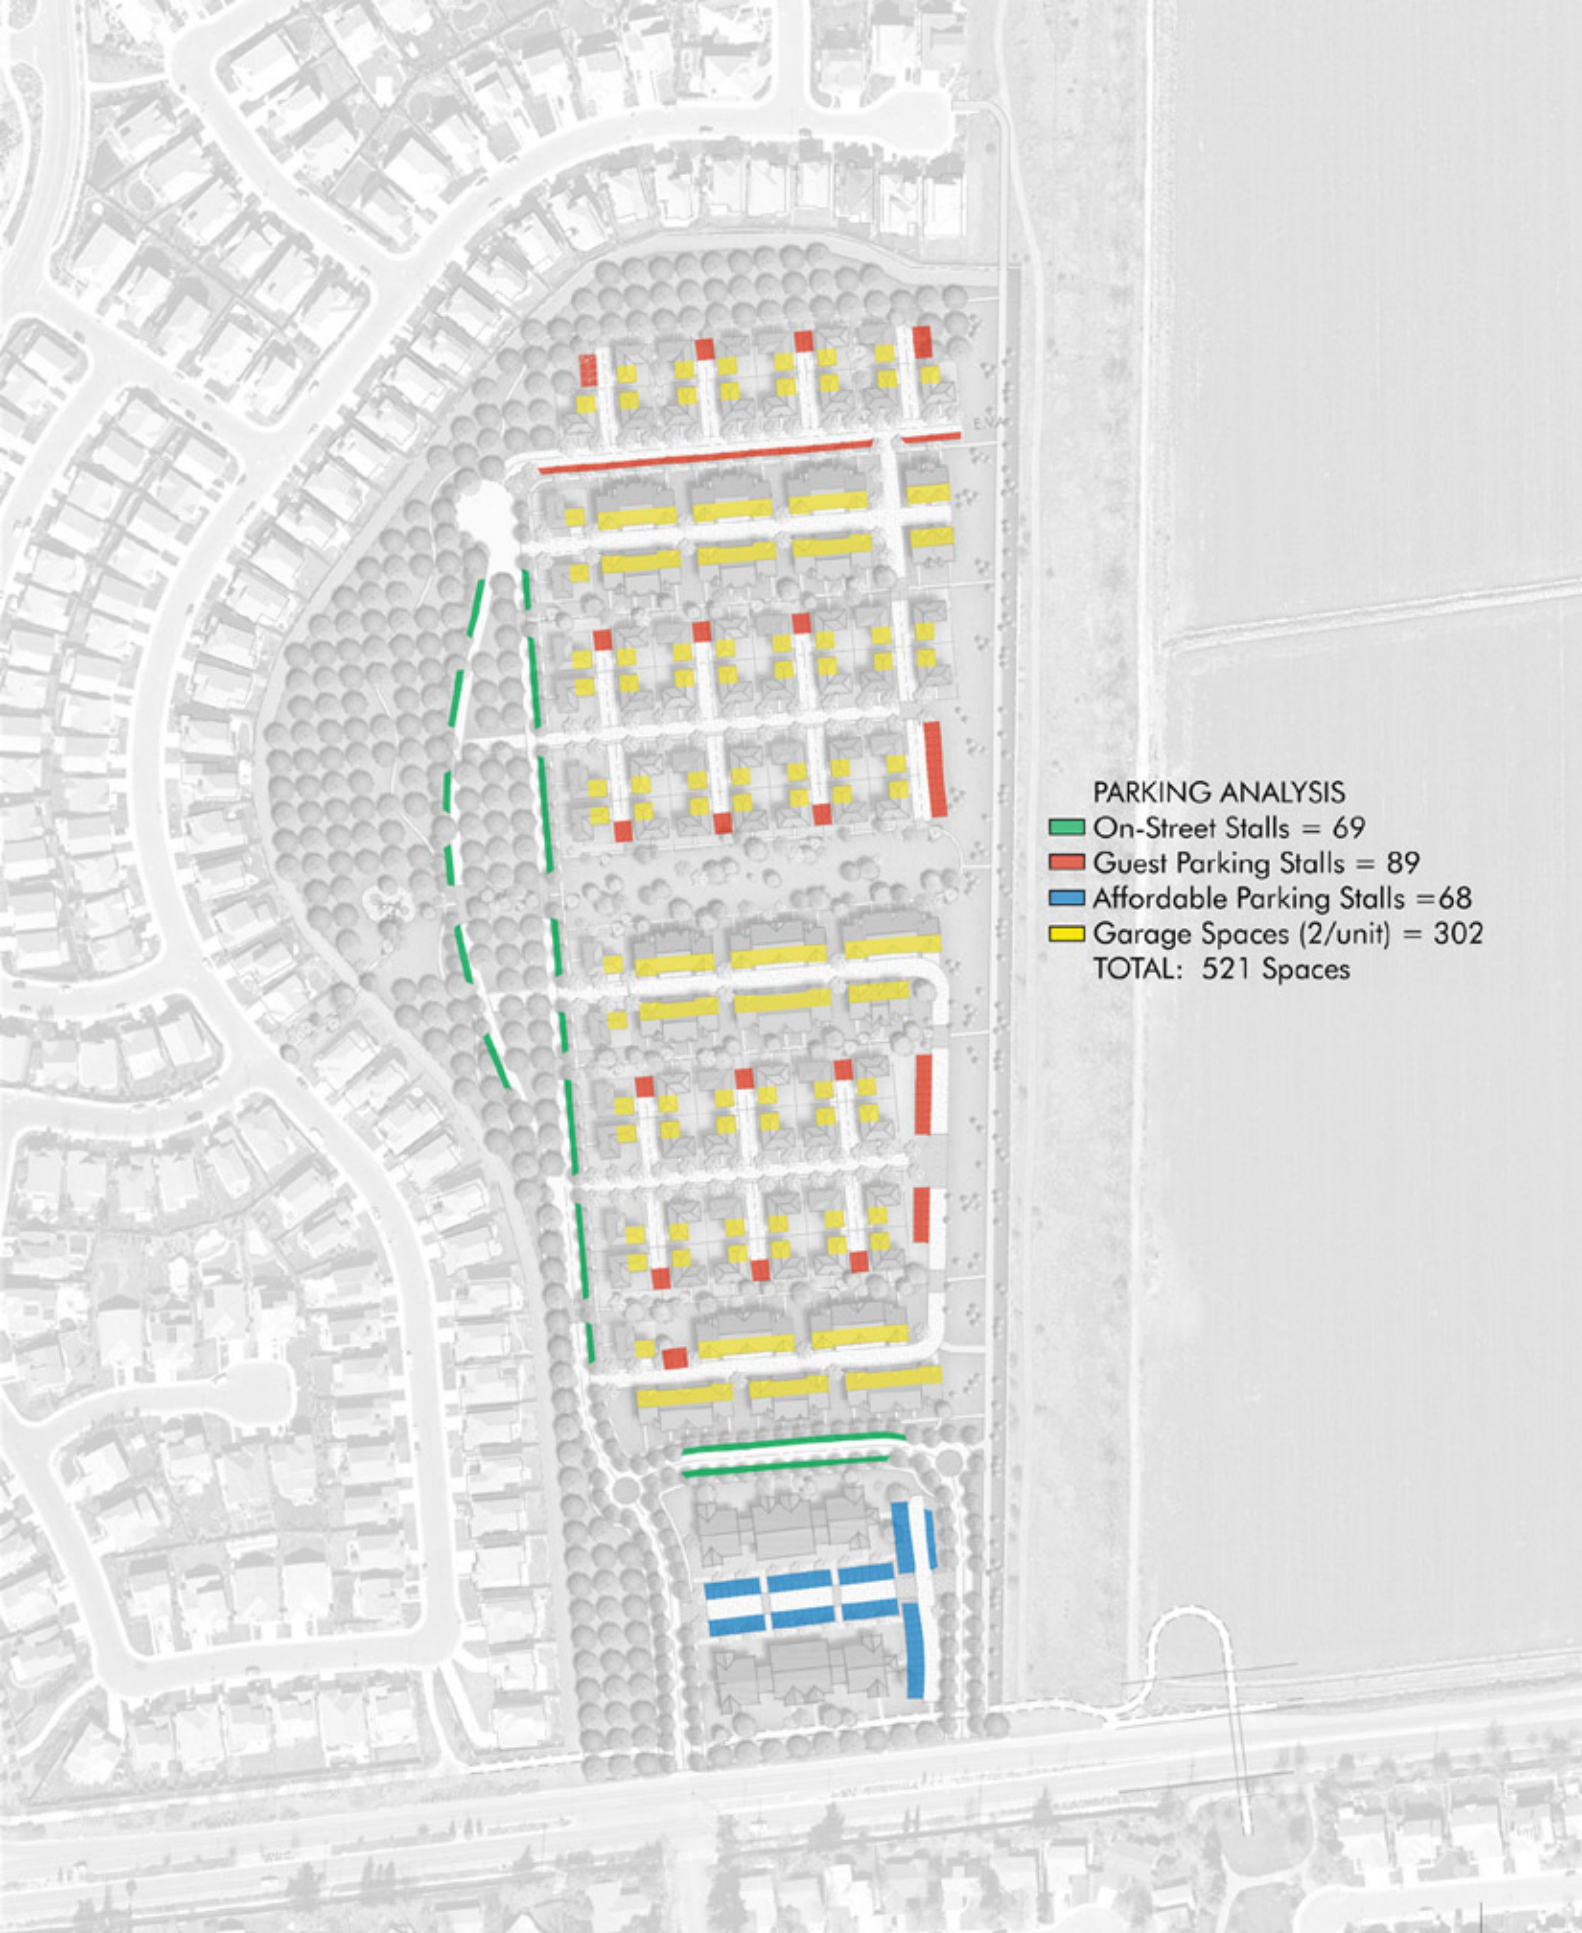 E.V.A
PARKING ANALYSIS
On-Street Stalls = 69
Guest Parking Stalls = 89
Affordable Parking Stalls =68
Garage Spaces (2/unit) = 302
TOTAL: 521 Spaces